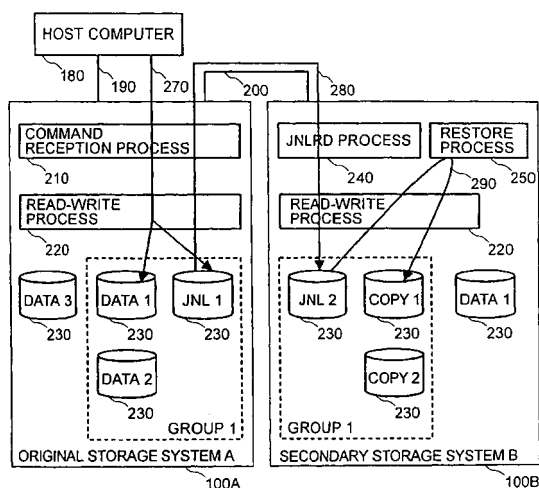 HOST COMPUTER
180
190
270
200
280
COMMAND
RECEPTION PROCESS
210
JNLRD PROCESS
240
RESTORE
PROCESS
250
290
READ-WRITE
PROCESS
220
READ-WRITE
PROCESS
220
DATA 3
230
DATA 1
230
JNL 1
230
JNL 2
230
COPY 1
230
DATA 1
230
DATA 2
230
COPY 2
230
GROUP 1
GROUP 1
ORIGINAL STORAGE SYSTEM A
SECONDARY STORAGE SYSTEM B
100A
100B